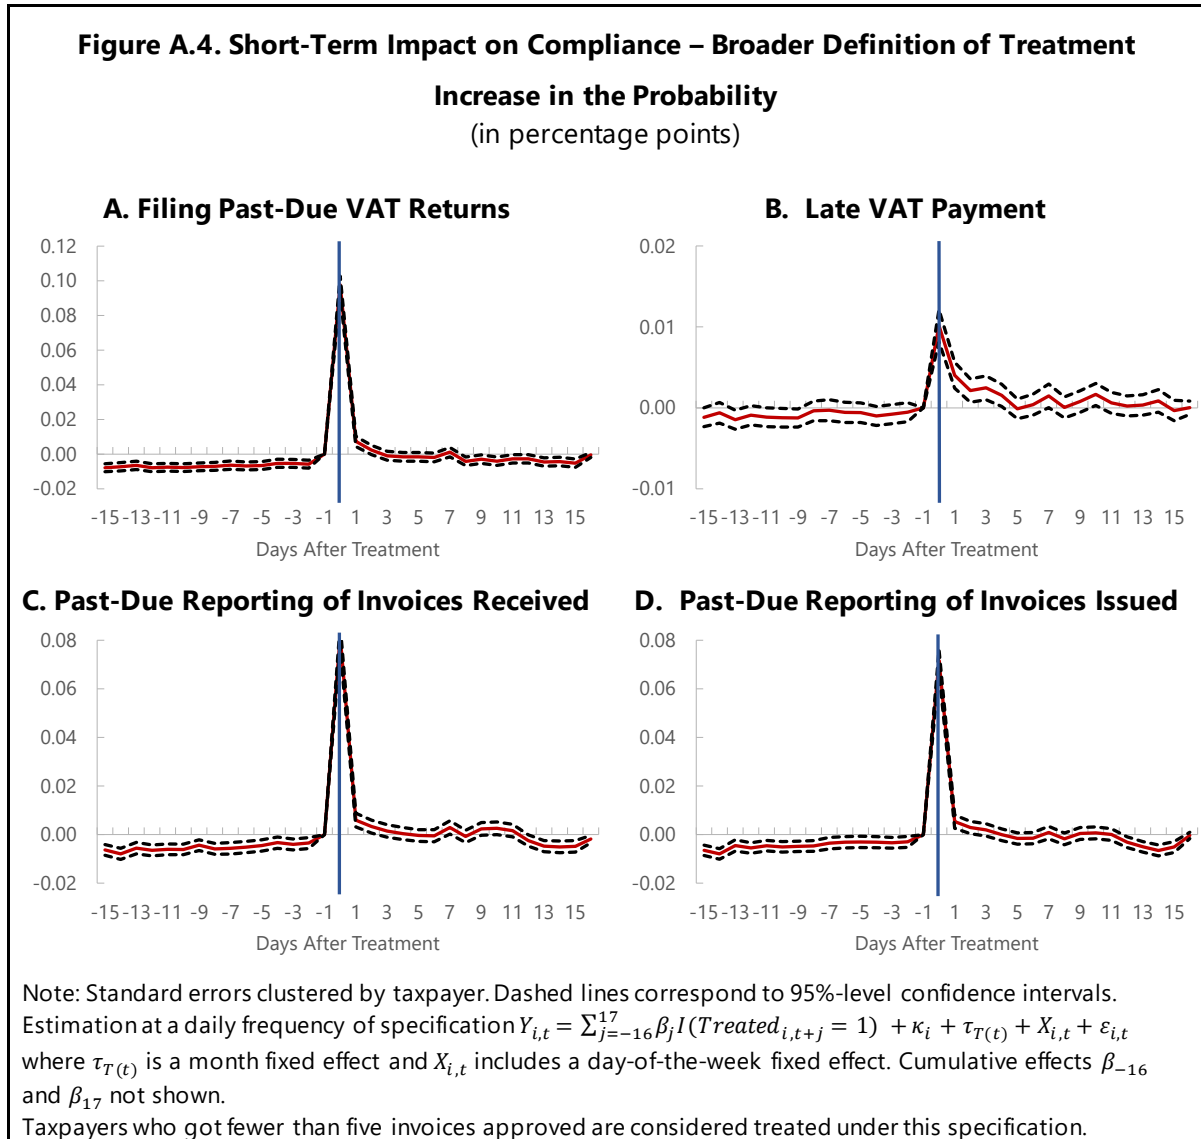 Figure A.4. Short-Term Impact on Compliance – Broader Definition of Treatment
Increase in the Probability
(in percentage points)
A. Filing Past-Due VAT Returns
0.12
0.10
0.08
0.06
0.04
0.02
0.00
-0.02
-15 -13 -11 -9 -7 -5 -3 -1 1 3 5 7 9 11 13 15
Days After Treatment
B. Late VAT Payment
0.02
0.01
0.00
-0.01
-15 -13 -11 -9 -7 -5 -3 -1 1 3 5 7 9 11 13 15
Days After Treatment
C. Past-Due Reporting of Invoices Received
0.08
0.06
0.04
0.02
0.00
-0.02
-15 -13 -11 -9 -7 -5 -3 -1 1 3 5 7 9 11 13 15
Days After Treatment
D. Past-Due Reporting of Invoices Issued
0.08
0.06
0.04
0.02
0.00
-0.02
-15 -13 -11 -9 -7 -5 -3 -1 1 3 5 7 9 11 13 15
Days After Treatment
Note: Standard errors clustered by taxpayer. Dashed lines correspond to 95%-level confidence intervals.
Estimation at a daily frequency of specification $Y_{i,t} = \sum_{j=-16}^{17} \beta_j I(Treated_{i,t+j} = 1) + \kappa_i + \tau_{T(t)} + X_{i,t} + \varepsilon_{i,t}$
where $\tau_{T(t)}$ is a month fixed effect and $X_{i,t}$ includes a day-of-the-week fixed effect. Cumulative effects $\beta_{-16}$
and $\beta_{17}$ not shown.
Taxpayers who got fewer than five invoices approved are considered treated under this specification.